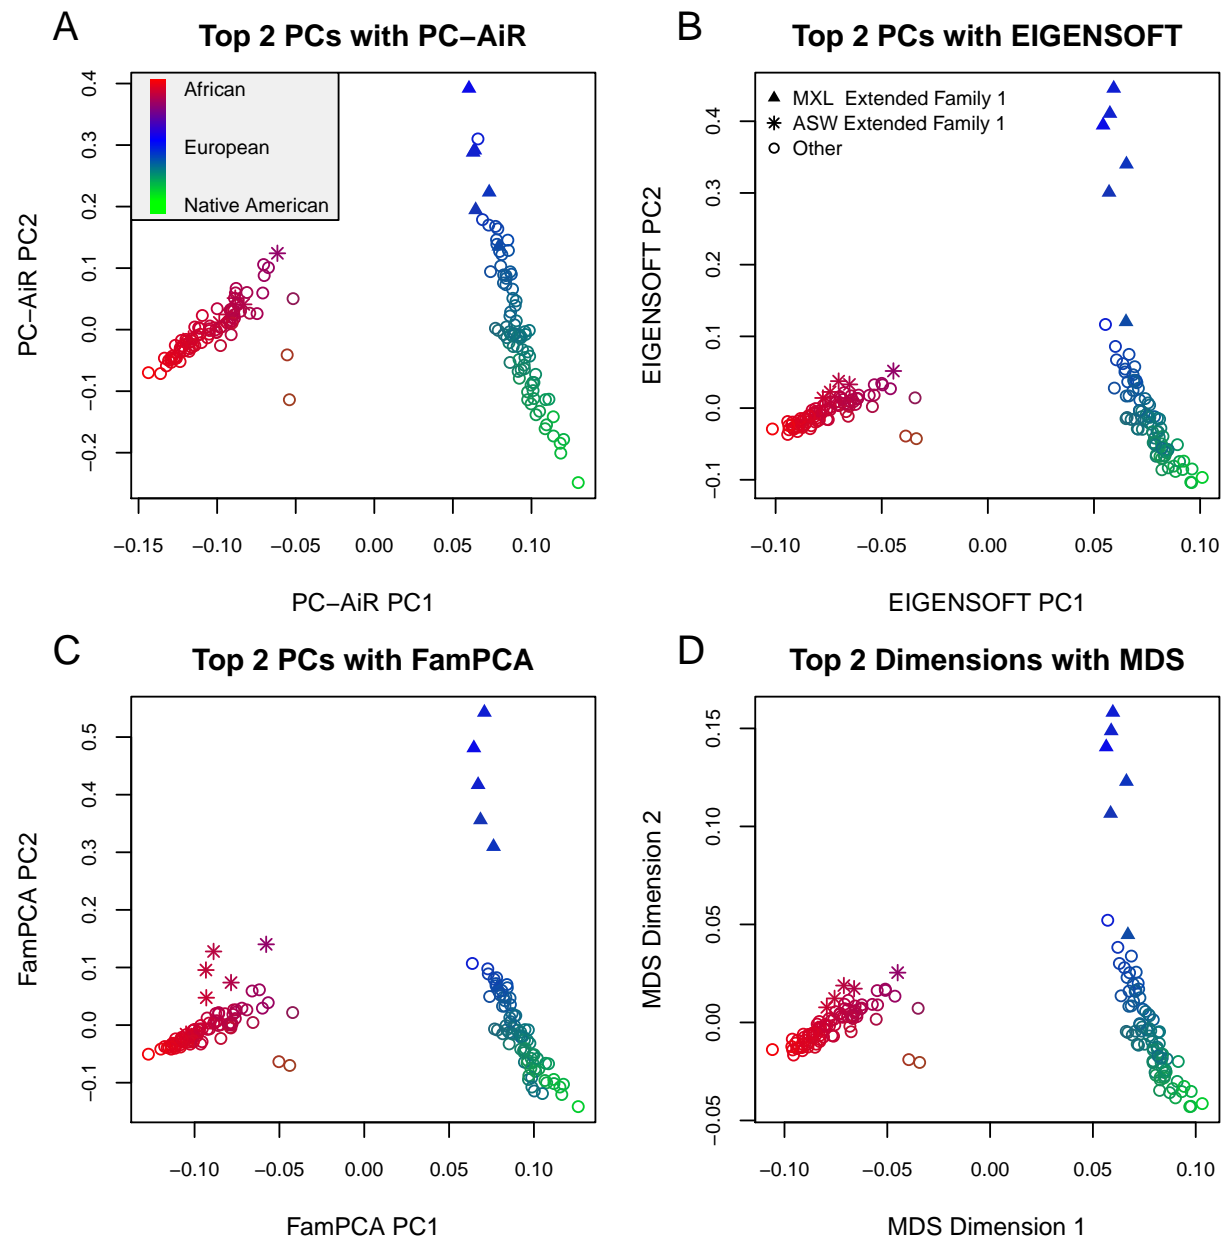 A
Top 2 PCs with PC−AiR
African
European
Native American
0.4
0.3
0.2
0.1
0.0
−0.1
−0.2
PC−AiR PC2
−0.15
−0.10
−0.05
0.00
0.05
0.10
PC−AiR PC1
B
Top 2 PCs with EIGENSOFT
MXL Extended Family 1
ASW Extended Family 1
Other
0.4
0.3
0.2
0.1
0.0
−0.1
EIGENSOFT PC2
−0.10
−0.05
0.00
0.05
0.10
EIGENSOFT PC1
C
Top 2 PCs with FamPCA
0.5
0.4
0.3
0.2
0.1
0.0
−0.1
FamPCA PC2
−0.10
−0.05
0.00
0.05
0.10
FamPCA PC1
D
Top 2 Dimensions with MDS
0.15
0.10
0.05
0.00
−0.05
MDS Dimension 2
−0.10
−0.05
0.00
0.05
0.10
MDS Dimension 1